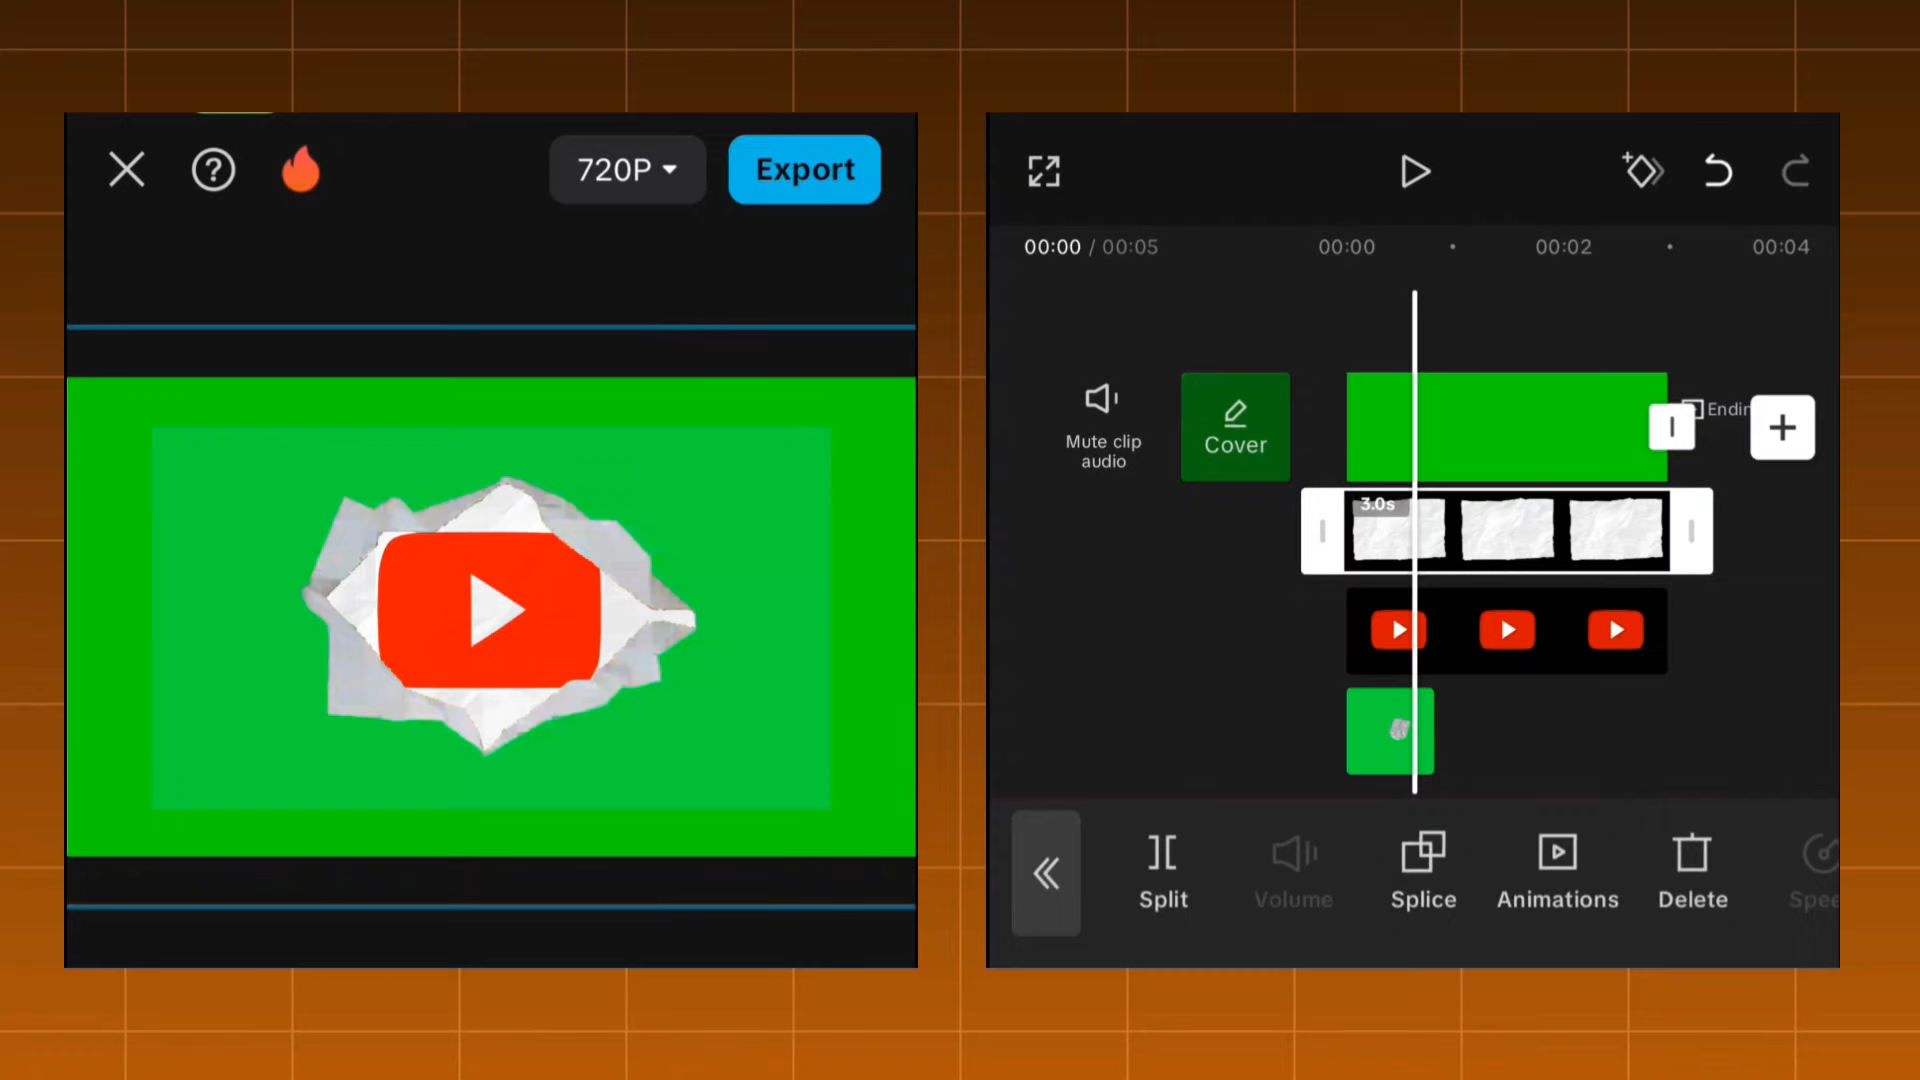 720P
Export
00:00 / 00:05
00:00
00:02
00:04
Mute clip
audio
Cover
Endin
3.0s
Split
Volume
Splice
Animations
Delete
Spee